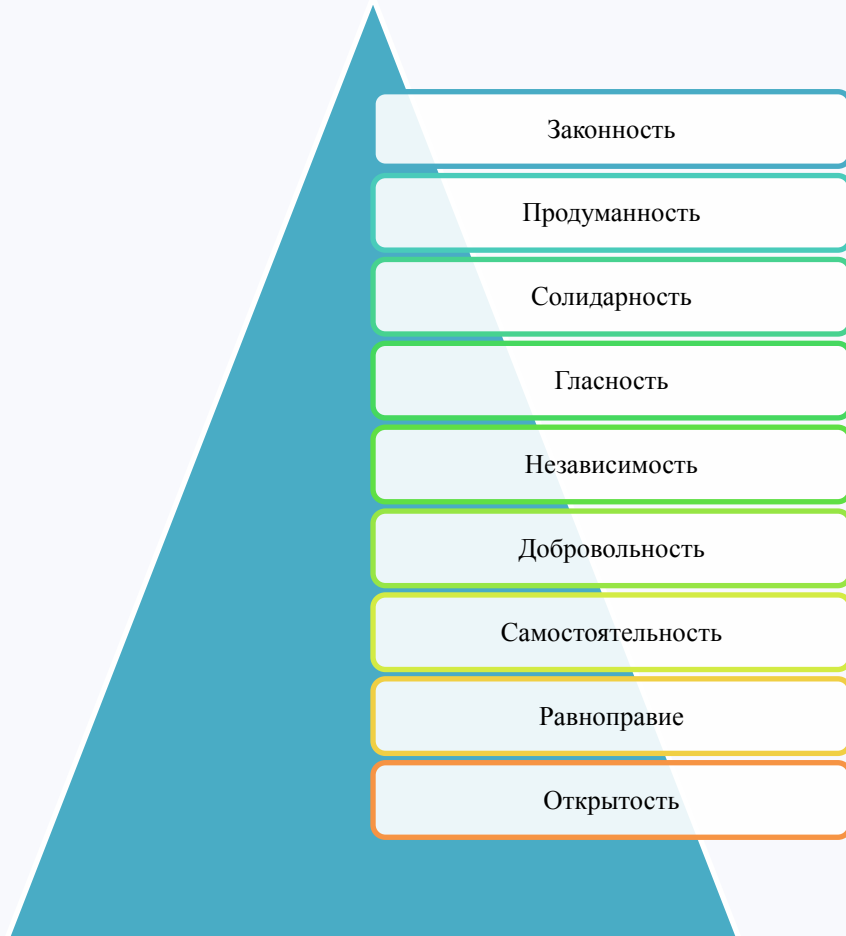 Законность
Продуманность
Солидарность
Гласность
Независимость
Добровольность
Самостоятельность
Равноправие
Открытость